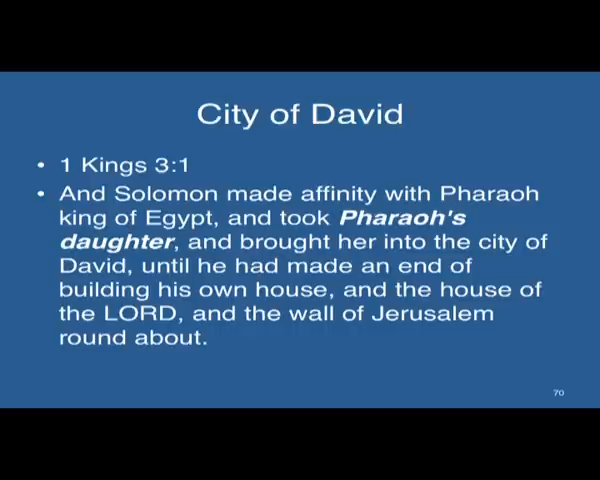 City of David
• 1 Kings 3:1
• And Solomon made affinity with Pharaoh
king of Egypt, and took Pharaoh's
daughter, and brought her into the city of
David, until he had made an end of
building his own house, and the house of
the LORD, and the wall of Jerusalem
round about.
70